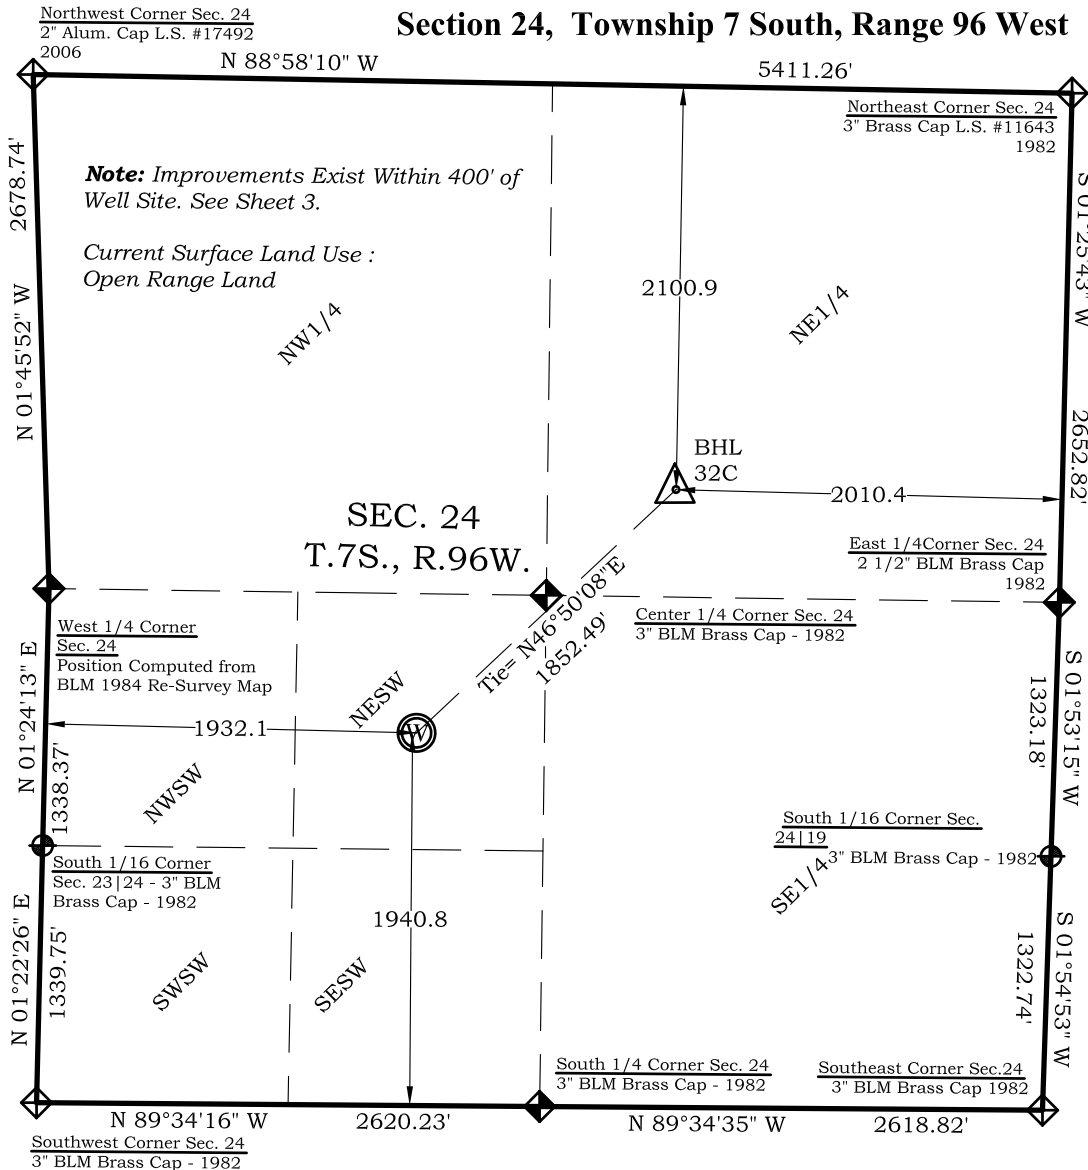 Northwest Corner Sec. 24
2" Alum. Cap L.S. #17492
2006
Section 24, Township 7 South, Range 96 West
N 88°58'10" W
5411.26'
Northeast Corner Sec. 24
3" Brass Cap L.S. #11643
1982
2678.74'
N 01°45'52" W
Note: Improvements Exist Within 400' of
Well Site. See Sheet 3.
Current Surface Land Use :
Open Range Land
S 01°25'43" W
2652.82'
NW1/4
2100.9
NE1/4
BHL
32C
2010.4
SEC. 24
T.7S., R.96W.
East 1/4Corner Sec. 24
2 1/2" BLM Brass Cap
1982
Tie= N46°50'08"E
1852.49'
Center 1/4 Corner Sec. 24
3" BLM Brass Cap - 1982
West 1/4 Corner
Sec. 24
Position Computed from
BLM 1984 Re-Survey Map
N 01°24'13" E
1338.37'
NESW
1932.1
W
NWSW
1323.18'
S 01°53'15" W
South 1/16 Corner Sec.
24|19
3" BLM Brass Cap - 1982
South 1/16 Corner
Sec. 23|24 - 3" BLM
Brass Cap - 1982
SE1/4
1940.8
N 01°22'26" E
1339.75'
SWSW
SESW
1322.74'
S 01°54'53" W
South 1/4 Corner Sec. 24
3" BLM Brass Cap - 1982
Southeast Corner Sec.24
3" BLM Brass Cap 1982
N 89°34'16" W
2620.23'
N 89°34'35" W
2618.82'
Southwest Corner Sec. 24
3" BLM Brass Cap - 1982